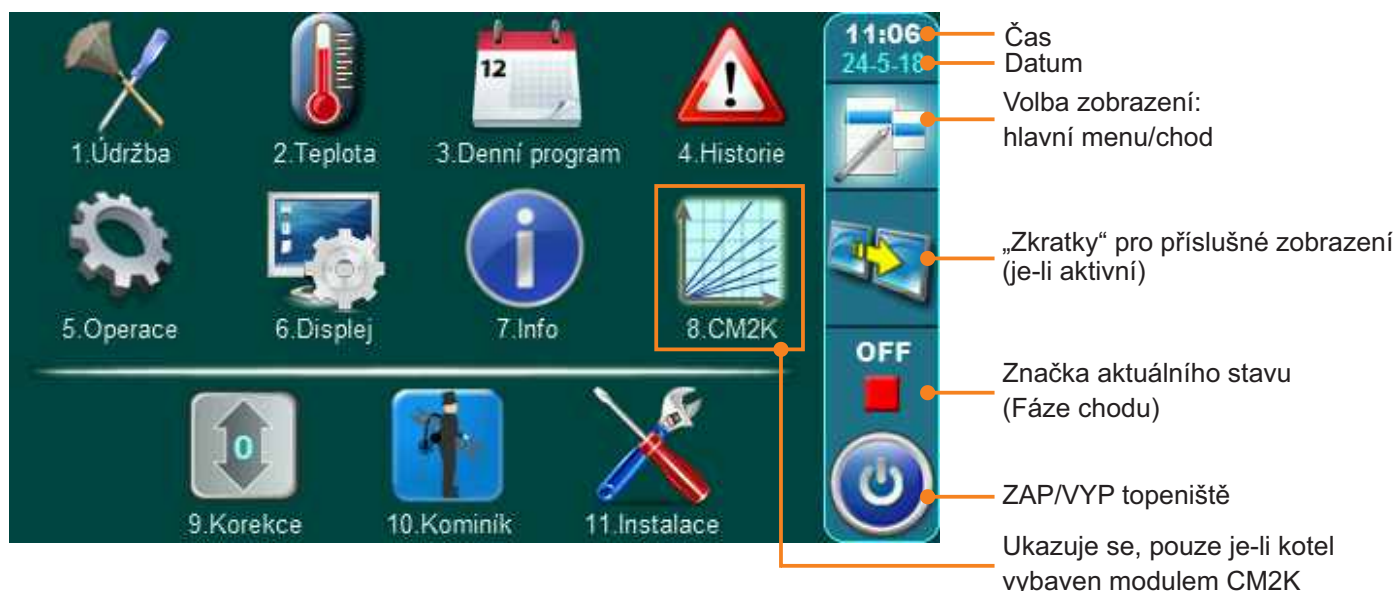 11:06
24-5-18
Čas
Datum
Volba zobrazení:
hlavní menu/chod
12
1.Údržba
2.Teplota
3.Denní program
4.Historie
„Zkratky“ pro příslušné zobrazení
(je-li aktivní)
5.Operace
6.Displej
7.Info
8.CM2K
OFF
Značka aktuálního stavu
(Fáze chodu)
0
9.Korekce
10.Kominík
11.Instalace
ZAP/VYP topeniště
Ukazuje se, pouze je-li kotel
vybaven modulem CM2K